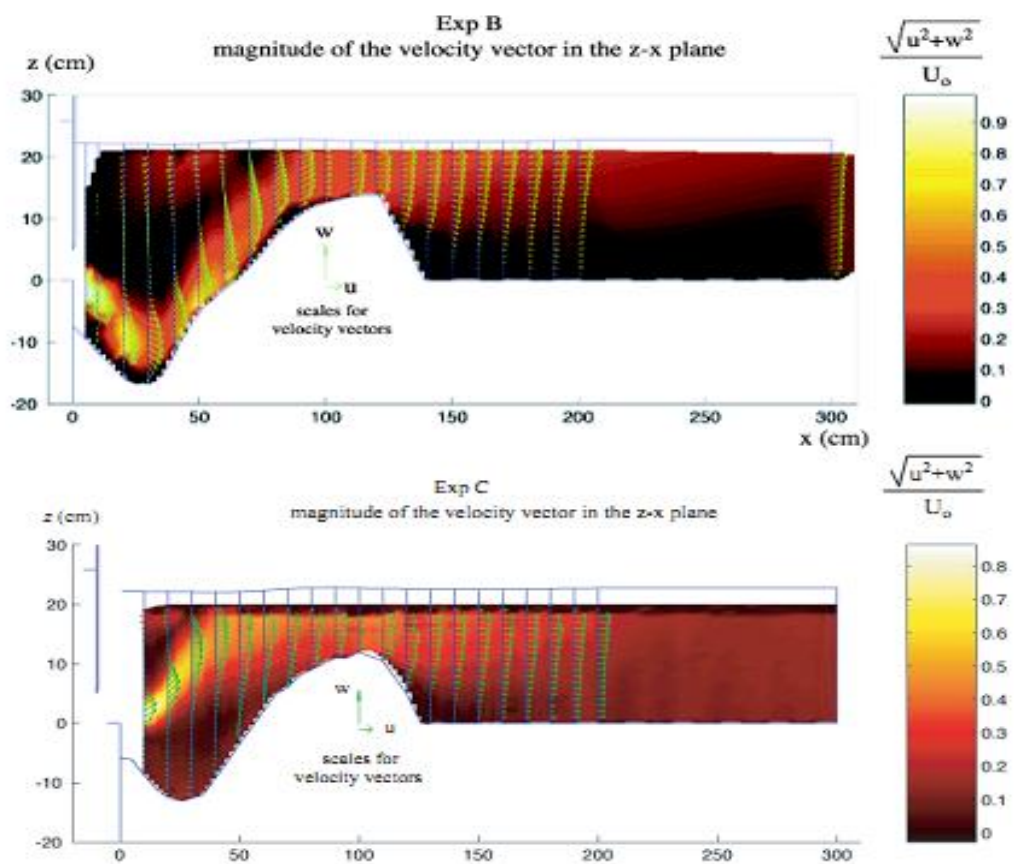 Exp B
magnitude of the velocity vector in the z-x plane
z (cm)
√u²+w²
Uₒ
30
20
10
0
-10
-20
0.9
0.8
0.7
0.6
0.5
0.4
0.3
0.2
0.1
0
w
u
scales for
velocity vectors
0 50 100 150 200 250 300
x (cm)
Exp C
magnitude of the velocity vector in the z-x plane
z (cm)
√u²+w²
Uₒ
30
20
10
0
-10
-20
0.8
0.7
0.6
0.5
0.4
0.3
0.2
0.1
0
w
u
scales for
velocity vectors
0 50 100 150 200 250 300